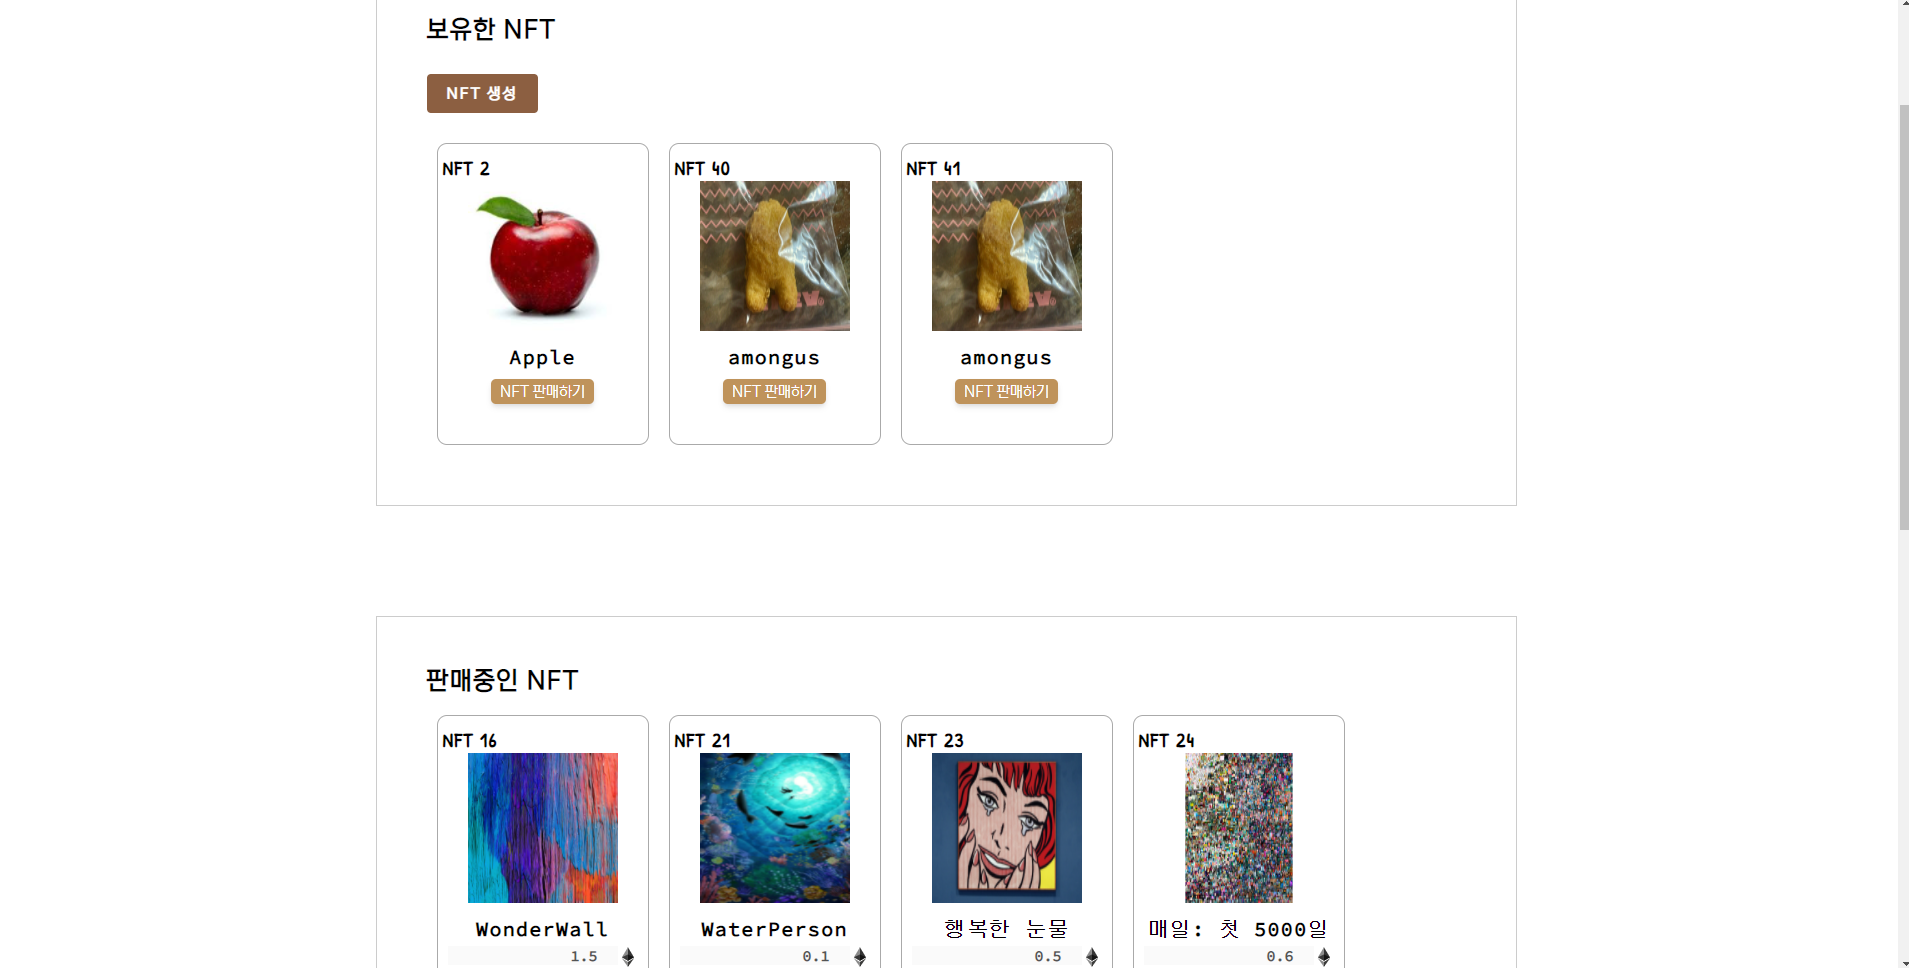 보유한 NFT
NFT 생성
NFT 2
NFT 40
NFT 41
Apple
amongus
amongus
NFT 판매하기
NFT 판매하기
NFT 판매하기
판매중인 NFT
NFT 16
NFT 21
NFT 23
NFT 24
WonderWall
WaterPerson
행복한 눈물
매일: 첫 5000일
1.5
0.1
0.5
0.6